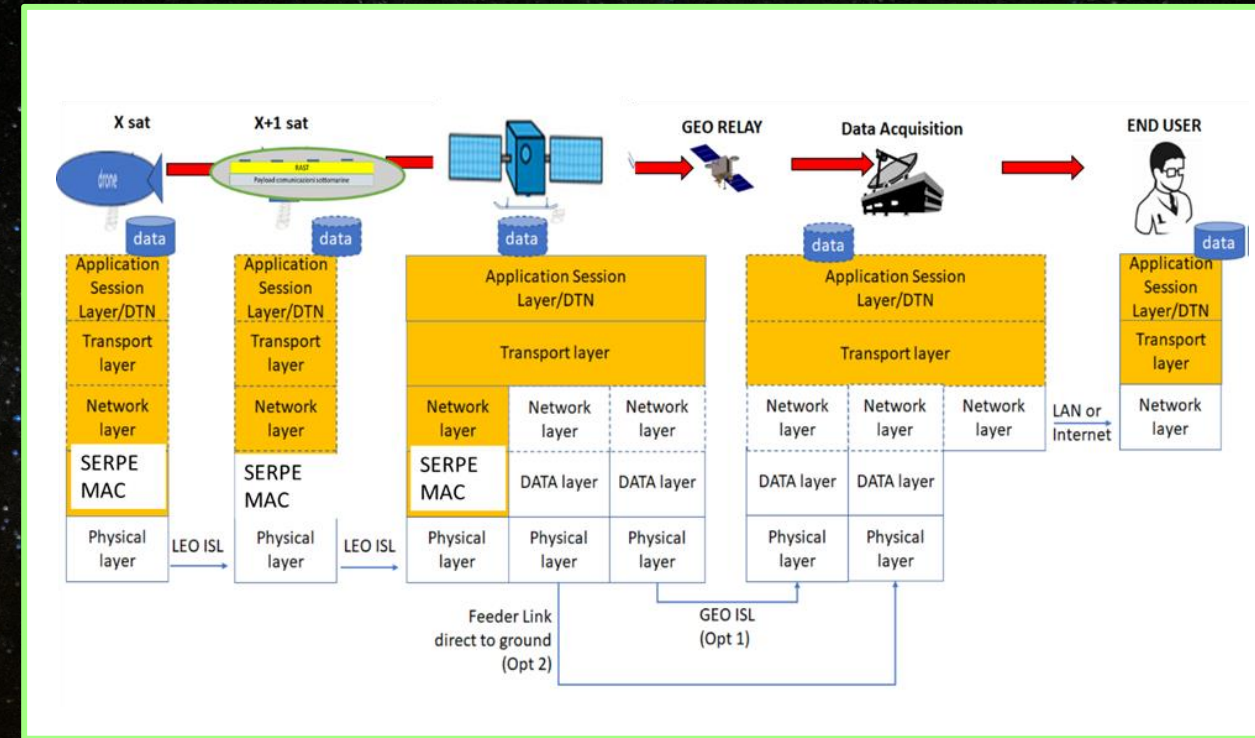 X sat
X+1 sat
GEO RELAY
Data Acquisition
END USER
drone
RAST
Payload comunicazioni sottomarine
data
data
data
data
data
Application
Session
Layer/DTN
Transport
layer
Network
layer
SERPE
MAC
Physical
layer
LEO ISL
Application
Session
Layer/DTN
Transport
layer
Network
layer
SERPE
MAC
Physical
layer
LEO ISL
Application Session
Layer/DTN
Transport layer
Network
layer
Network
layer
Network
layer
SERPE
MAC
DATA layer
DATA layer
Physical
layer
Physical
layer
Physical
layer
Feeder Link
direct to ground
(Opt 2)
GEO ISL
(Opt 1)
Application Session
Layer/DTN
Transport layer
Network
layer
Network
layer
Network
layer
DATA layer
DATA layer
Physical
layer
Physical
layer
LAN or
Internet
Application
Session
Layer/DTN
Transport
layer
Network
layer